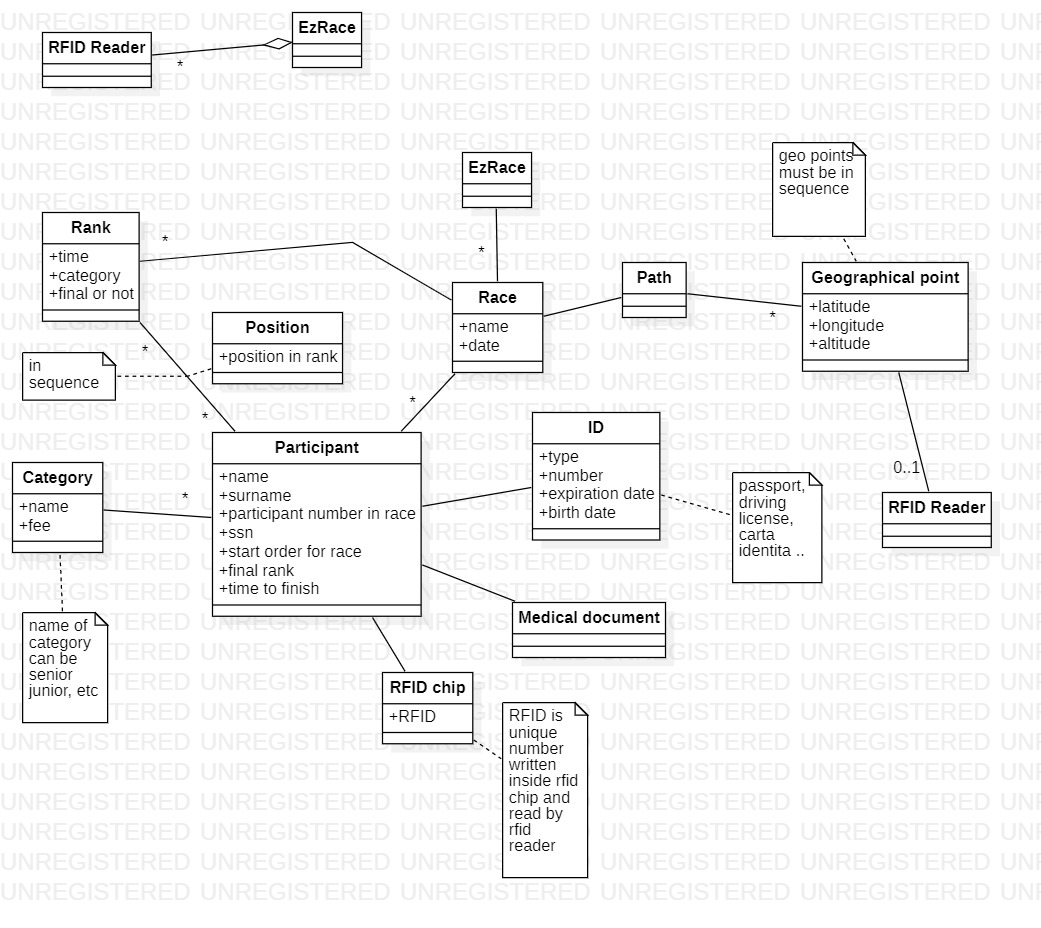 RFID Reader
*
EzRace
EzRace
*
geo points
must be in
sequence
Rank
+time
+category
+final or not
*
*
Position
+position in rank
in
sequence
*
Race
+name
+date
*
Path
*
Geographical point
+latitude
+longitude
+altitude
0..1
RFID Reader
Participant
+name
+surname
+participant number in race
+ssn
+start order for race
+final rank
+time to finish
Category
+name
+fee
*
name of
category
can be
senior
junior, etc
ID
+type
+number
+expiration date
+birth date
passport,
driving
license,
carta
identita ..
Medical document
RFID chip
+RFID
RFID is
unique
number
written
inside rfid
chip and
read by
rfid
reader
UNREGISTERED